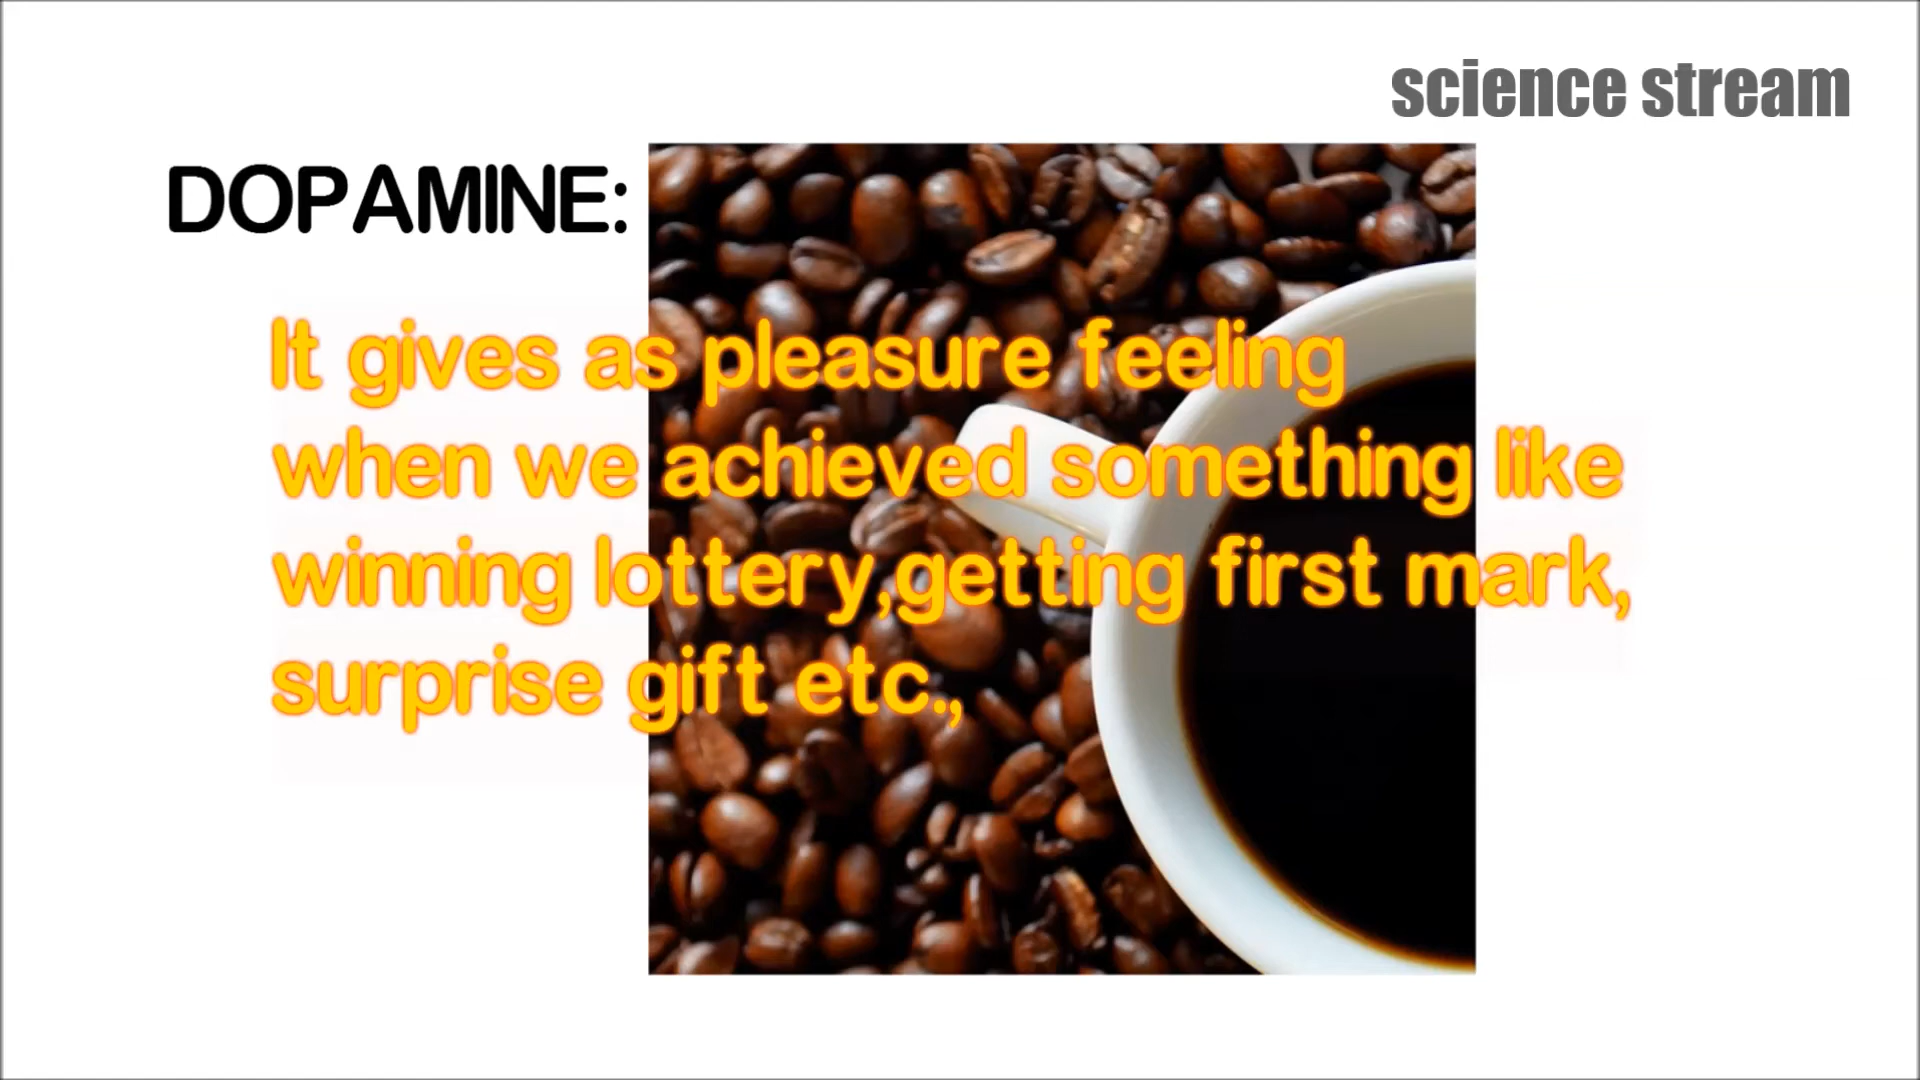 science stream
DOPAMINE:
It gives as pleasure feeling
when we achieved something like
winning lottery,getting first mark,
surprise gift etc.,